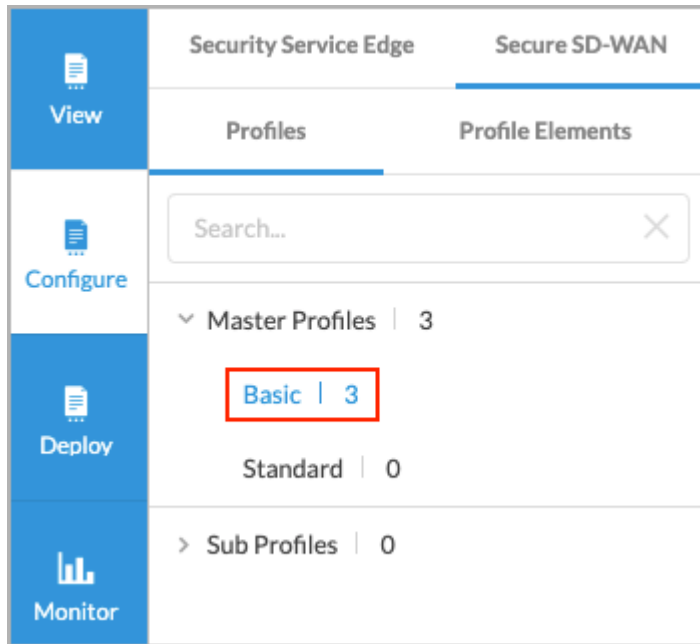 View
Configure
Deploy
Monitor
Security Service Edge
Secure SD-WAN
Profiles
Profile Elements
Search...
Master Profiles | 3
Basic | 3
Standard | 0
Sub Profiles | 0